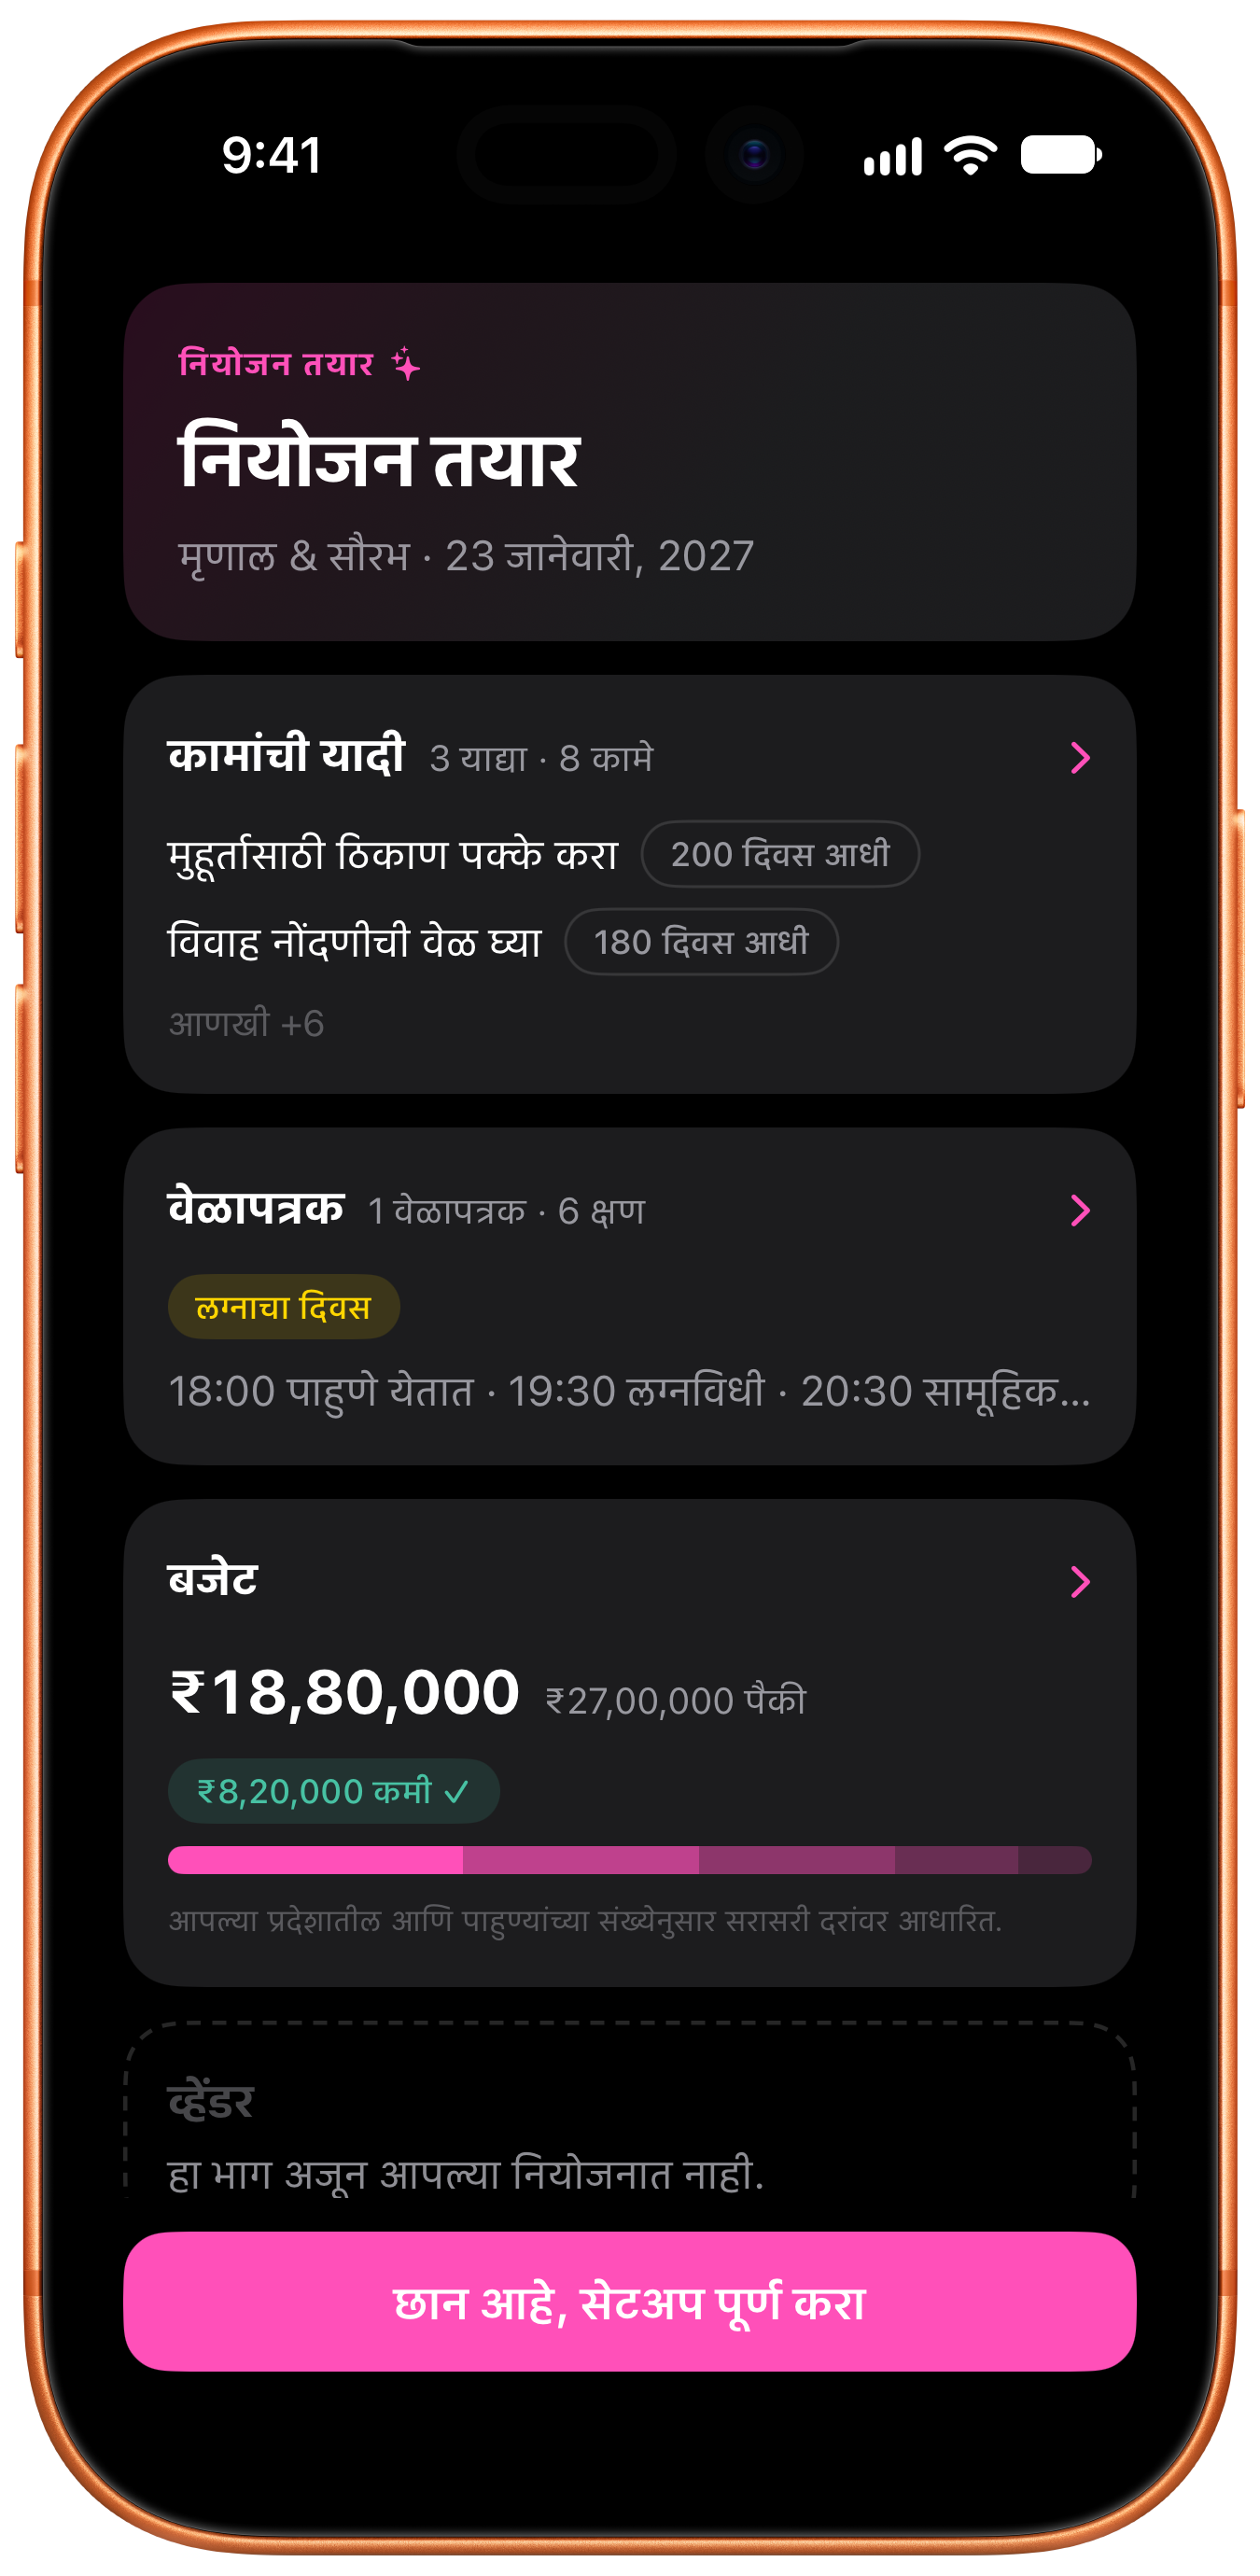 9:41
नियोजन तयार
नियोजन तयार
मृणाल & सौरभ · 23 जानेवारी, 2027
कामांची यादी 3 याद्या · 8 कामे
मुहूर्तासाठी ठिकाण पक्के करा 200 दिवस आधी
विवाह नोंदणीची वेळ घ्या 180 दिवस आधी
आणखी +6
वेळापत्रक 1 वेळापत्रक · 6 क्षण
लग्नाचा दिवस
18:00 पाहुणे येतात · 19:30 लग्नविधी · 20:30 सामूहिक...
बजेट
₹18,80,000 ₹27,00,000 पैकी
₹8,20,000 कमी ✓
आपल्या प्रदेशातील आणि पाहुण्यांच्या संख्येनुसार सरासरी दरांवर आधारित.
व्हेंडर
हा भाग अजून आपल्या नियोजनात नाही.
छान आहे, सेटअप पूर्ण करा